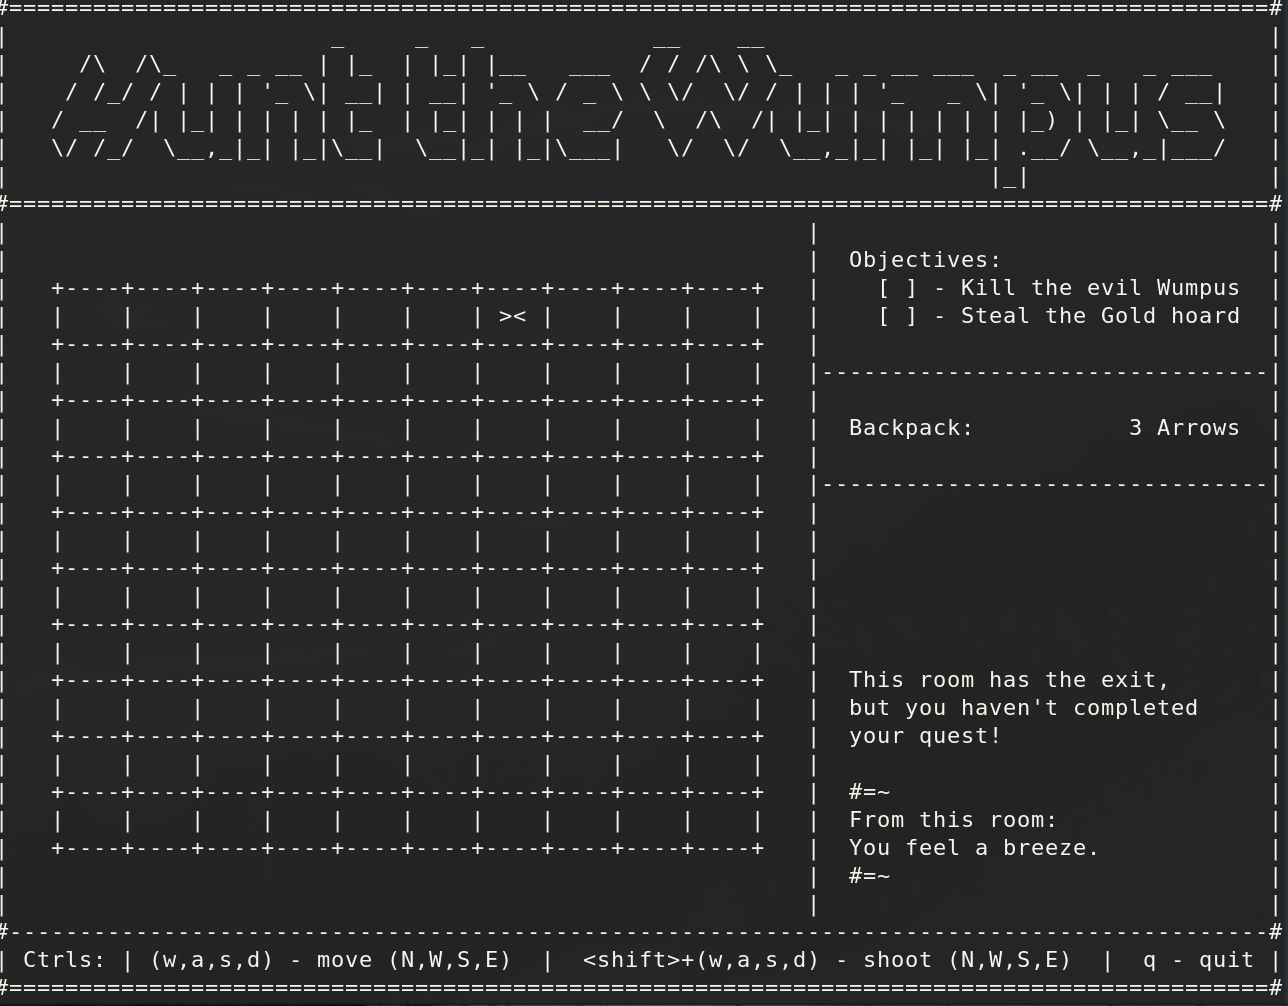 Hunt the Wumpus
Objectives:
[ ] - Kill the evil Wumpus
[ ] - Steal the Gold hoard
><
Backpack: 3 Arrows
This room has the exit,
but you haven't completed
your quest!
#=~
From this room:
You feel a breeze.
#=~
Ctrls: | (w,a,s,d) - move (N,W,S,E) | <shift>+(w,a,s,d) - shoot (N,W,S,E) | q - quit